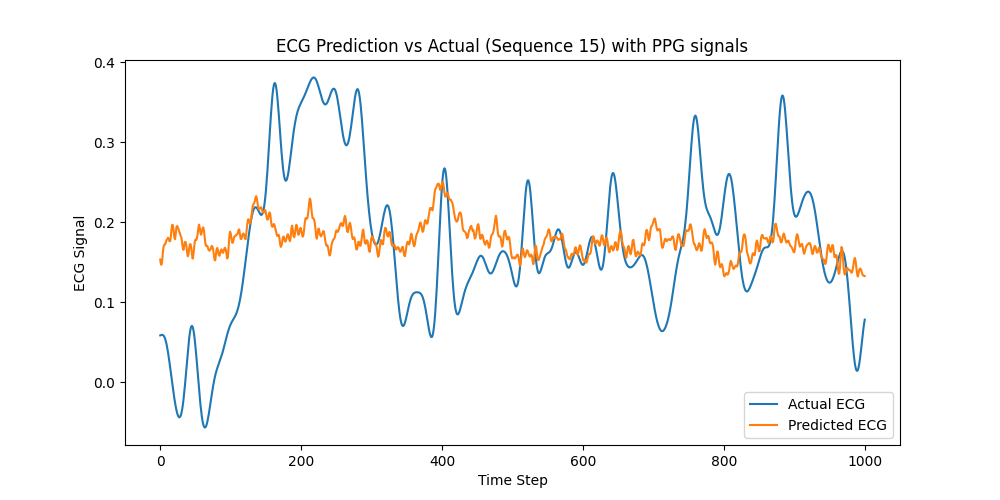 ECG Prediction vs Actual (Sequence 15) with PPG signals
0.4
0.3
0.2
0.1
0.0
ECG Signal
0
200
400
600
800
1000
Time Step
Actual ECG
Predicted ECG